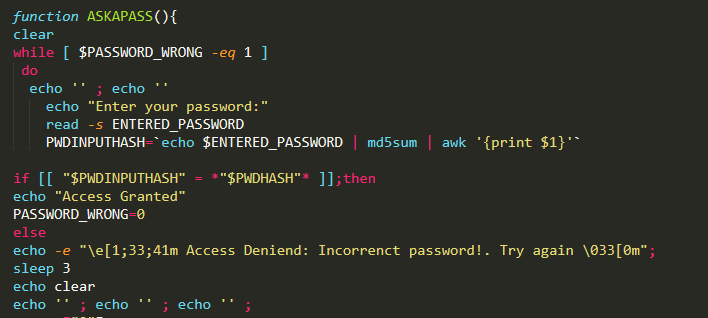 function ASKAPASS(){
clear
while [ $PASSWORD_WRONG -eq 1 ]
do
echo '' ; echo ''
echo "Enter your password:"
read -s ENTERED_PASSWORD
PWDINPUTHASH=`echo $ENTERED_PASSWORD | md5sum | awk '{print $1}'`
if [[ "$PWDINPUTHASH" = *"$PWDHASH"* ]];then
echo "Access Granted"
PASSWORD_WRONG=0
else
echo -e "\e[1;33;41m Access Deniend: Incorrenct password!. Try again \033[0m";
sleep 3
echo clear
echo '' ; echo '' ; echo '' ;